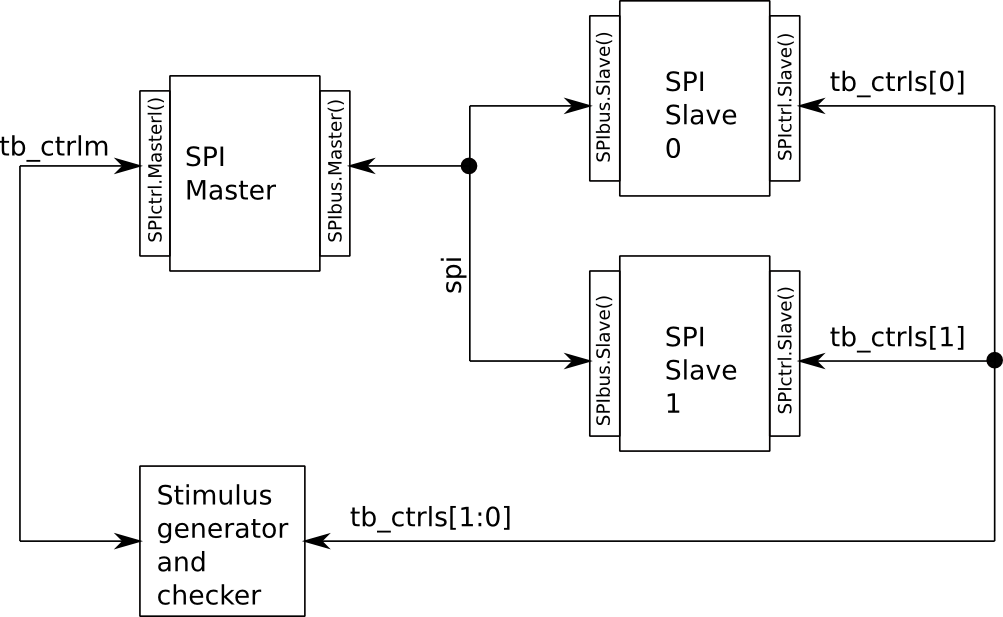 tb_ctrlm
SPIctrl.Masterl()
SPI
Master
SPIbus.Master()
spi
SPIbus.Slave()
SPI
Slave
0
SPIctrl.Slave()
tb_ctrls[0]
SPIbus.Slave()
SPI
Slave
1
SPIctrl.Slave()
tb_ctrls[1]
Stimulus
generator
and
checker
tb_ctrls[1:0]